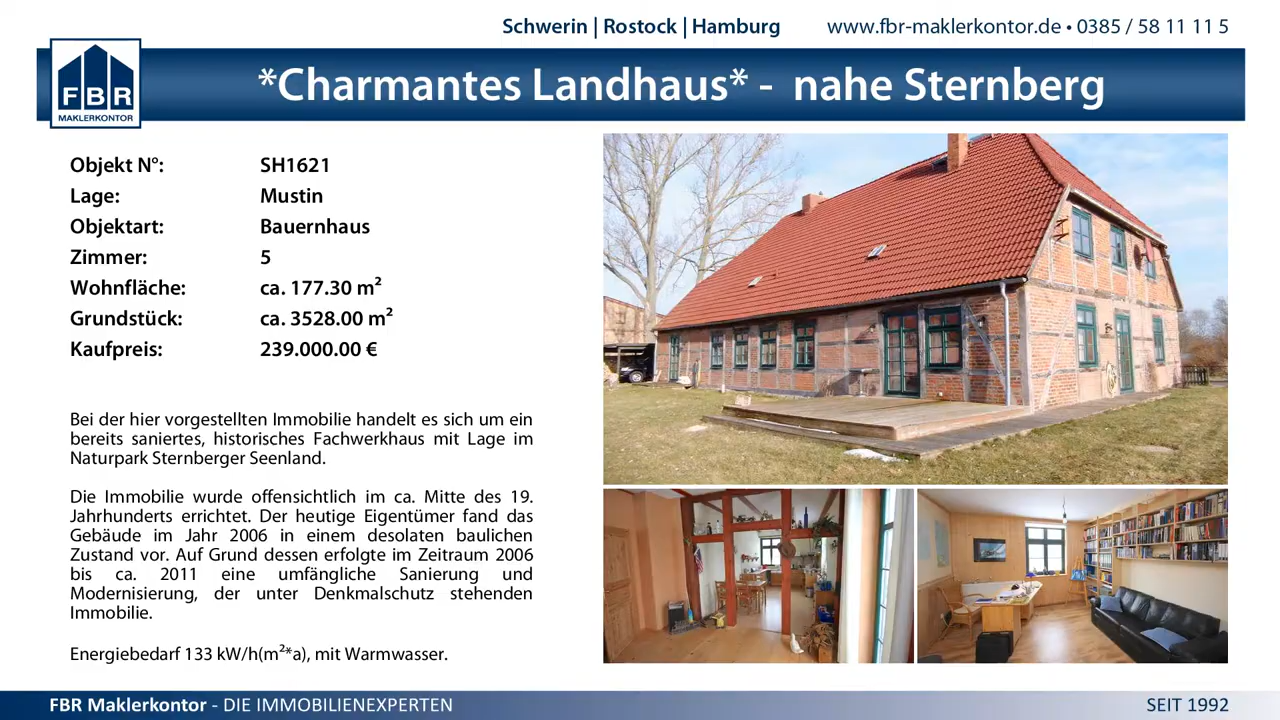 Schwerin | Rostock | Hamburg www.fbr-maklerkontor.de • 0385 / 58 11 11 5
FBR
MAKLERKONTOR
*Charmantes Landhaus* - nahe Sternberg
Objekt N°: SH1621
Lage: Mustin
Objektart: Bauernhaus
Zimmer: 5
Wohnfläche: ca. 177.30 m²
Grundstück: ca. 3528.00 m²
Kaufpreis: 239.000.00 €
Bei der hier vorgestellten Immobilie handelt es sich um ein
bereits saniertes, historisches Fachwerkhaus mit Lage im
Naturpark Sternberger Seenland.
Die Immobilie wurde offensichtlich im ca. Mitte des 19.
Jahrhunderts errichtet. Der heutige Eigentümer fand das
Gebäude im Jahr 2006 in einem desolaten baulichen
Zustand vor. Auf Grund dessen erfolgte im Zeitraum 2006
bis ca. 2011 eine umfängliche Sanierung und
Modernisierung, der unter Denkmalschutz stehenden
Immobilie.
Energiebedarf 133 kW/h(m²*a), mit Warmwasser.
FBR Maklerkontor - DIE IMMOBILIENEXPERTEN SEIT 1992